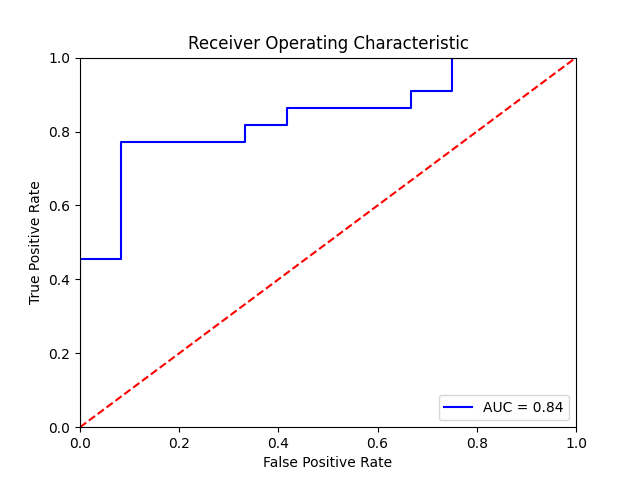 Receiver Operating Characteristic
1.0
0.8
0.6
0.4
0.2
0.0
True Positive Rate
AUC = 0.84
0.0 0.2 0.4 0.6 0.8 1.0
False Positive Rate